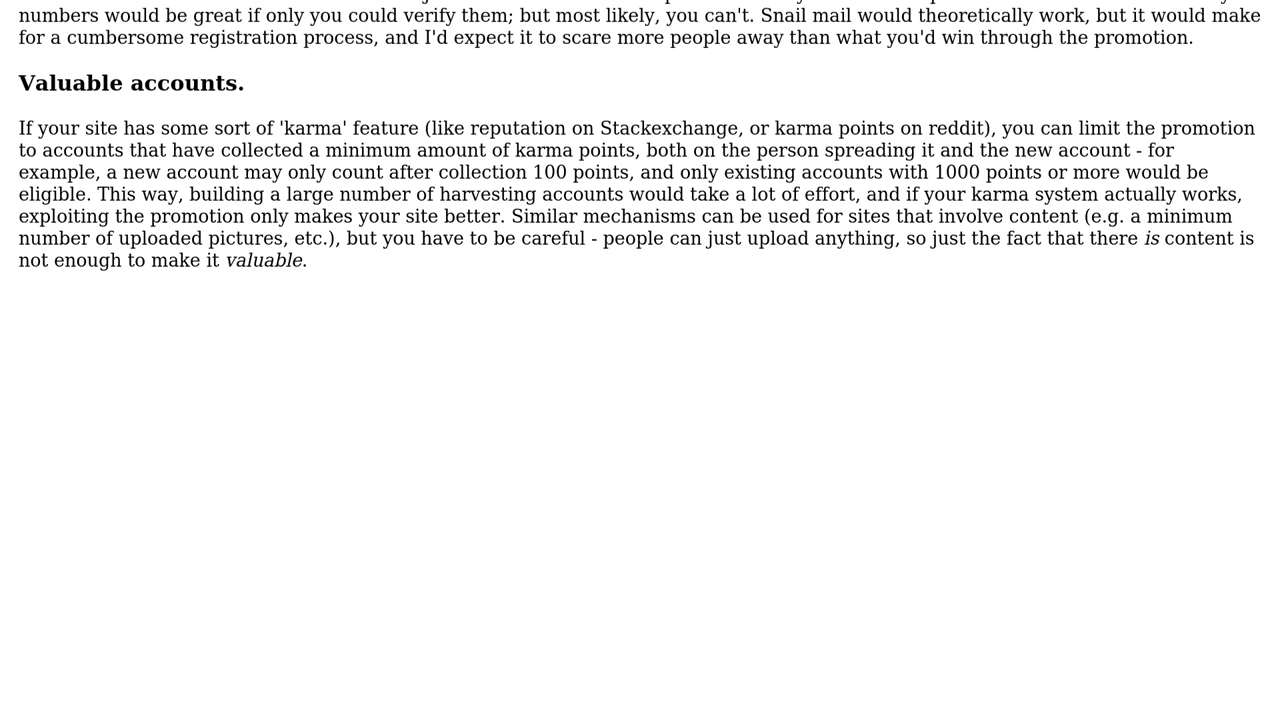 numbers would be great if only you could verify them; but most likely, you can't. Snail mail would theoretically work, but it would make
for a cumbersome registration process, and I'd expect it to scare more people away than what you'd win through the promotion.
Valuable accounts.
If your site has some sort of 'karma' feature (like reputation on Stackexchange, or karma points on reddit), you can limit the promotion
to accounts that have collected a minimum amount of karma points, both on the person spreading it and the new account - for
example, a new account may only count after collection 100 points, and only existing accounts with 1000 points or more would be
eligible. This way, building a large number of harvesting accounts would take a lot of effort, and if your karma system actually works,
exploiting the promotion only makes your site better. Similar mechanisms can be used for sites that involve content (e.g. a minimum
number of uploaded pictures, etc.), but you have to be careful - people can just upload anything, so just the fact that there is content is
not enough to make it valuable.